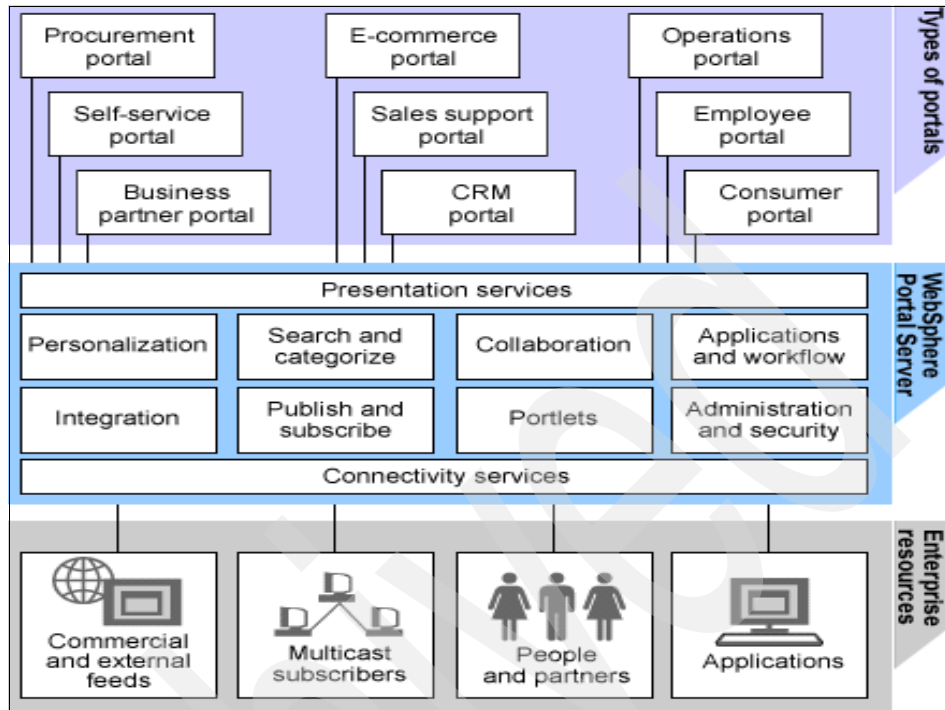 Procurement
portal
E-commerce
portal
Operations
portal
Self-service
portal
Sales support
portal
Employee
portal
Business
partner portal
CRM
portal
Consumer
portal
Types of portals
Presentation services
Personalization
Search and
categorize
Collaboration
Applications
and workflow
Integration
Publish and
subscribe
Portlets
Administration
and security
Connectivity services
WebSphere
Portal Server
Commercial
and external
feeds
Multicast
subscribers
People
and partners
Applications
Enterprise
resources